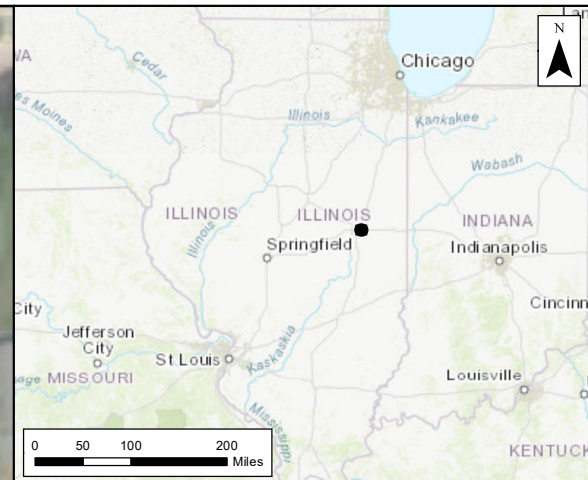 N
Chicago
Cedar
Illinois
Kankakee
es Moines
Wabash
ILLINOIS
ILLINOIS
INDIANA
Illinois
Springfield
Indianapolis
City
Cincinn
Jefferson
City
St Louis
Kaskaskia
MISSOURI
Louisville
Mississippi
0 50 100 200
Miles
KENTUCK